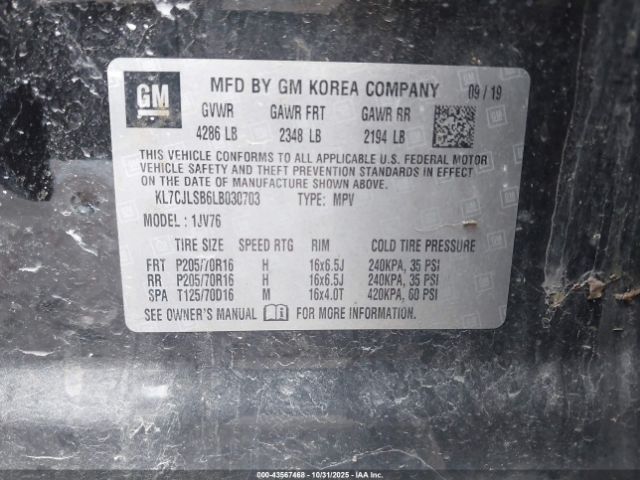 GM
MFD BY GM KOREA COMPANY 09 / 19
GVWR GAWR FRT GAWR RR
4286 LB 2348 LB 2194 LB
THIS VEHICLE CONFORMS TO ALL APPLICABLE U.S. FEDERAL MOTOR
VEHICLE SAFETY AND THEFT PREVENTION STANDARDS IN EFFECT
ON THE DATE OF MANUFACTURE SHOWN ABOVE.
KL7CJLSB6LB030703 TYPE: MPV
MODEL : 1JV76
TIRE SIZE SPEED RTG RIM COLD TIRE PRESSURE
FRT P205/70R16 H 16x6.5J 240KPA, 35 PSI
RR P205/70R16 H 16x6.5J 240KPA, 35 PSI
SPA T125/70D16 M 16x4.0T 420KPA, 60 PSI
SEE OWNER'S MANUAL FOR MORE INFORMATION.
00-43567468 - 10/31/2025 - Copart